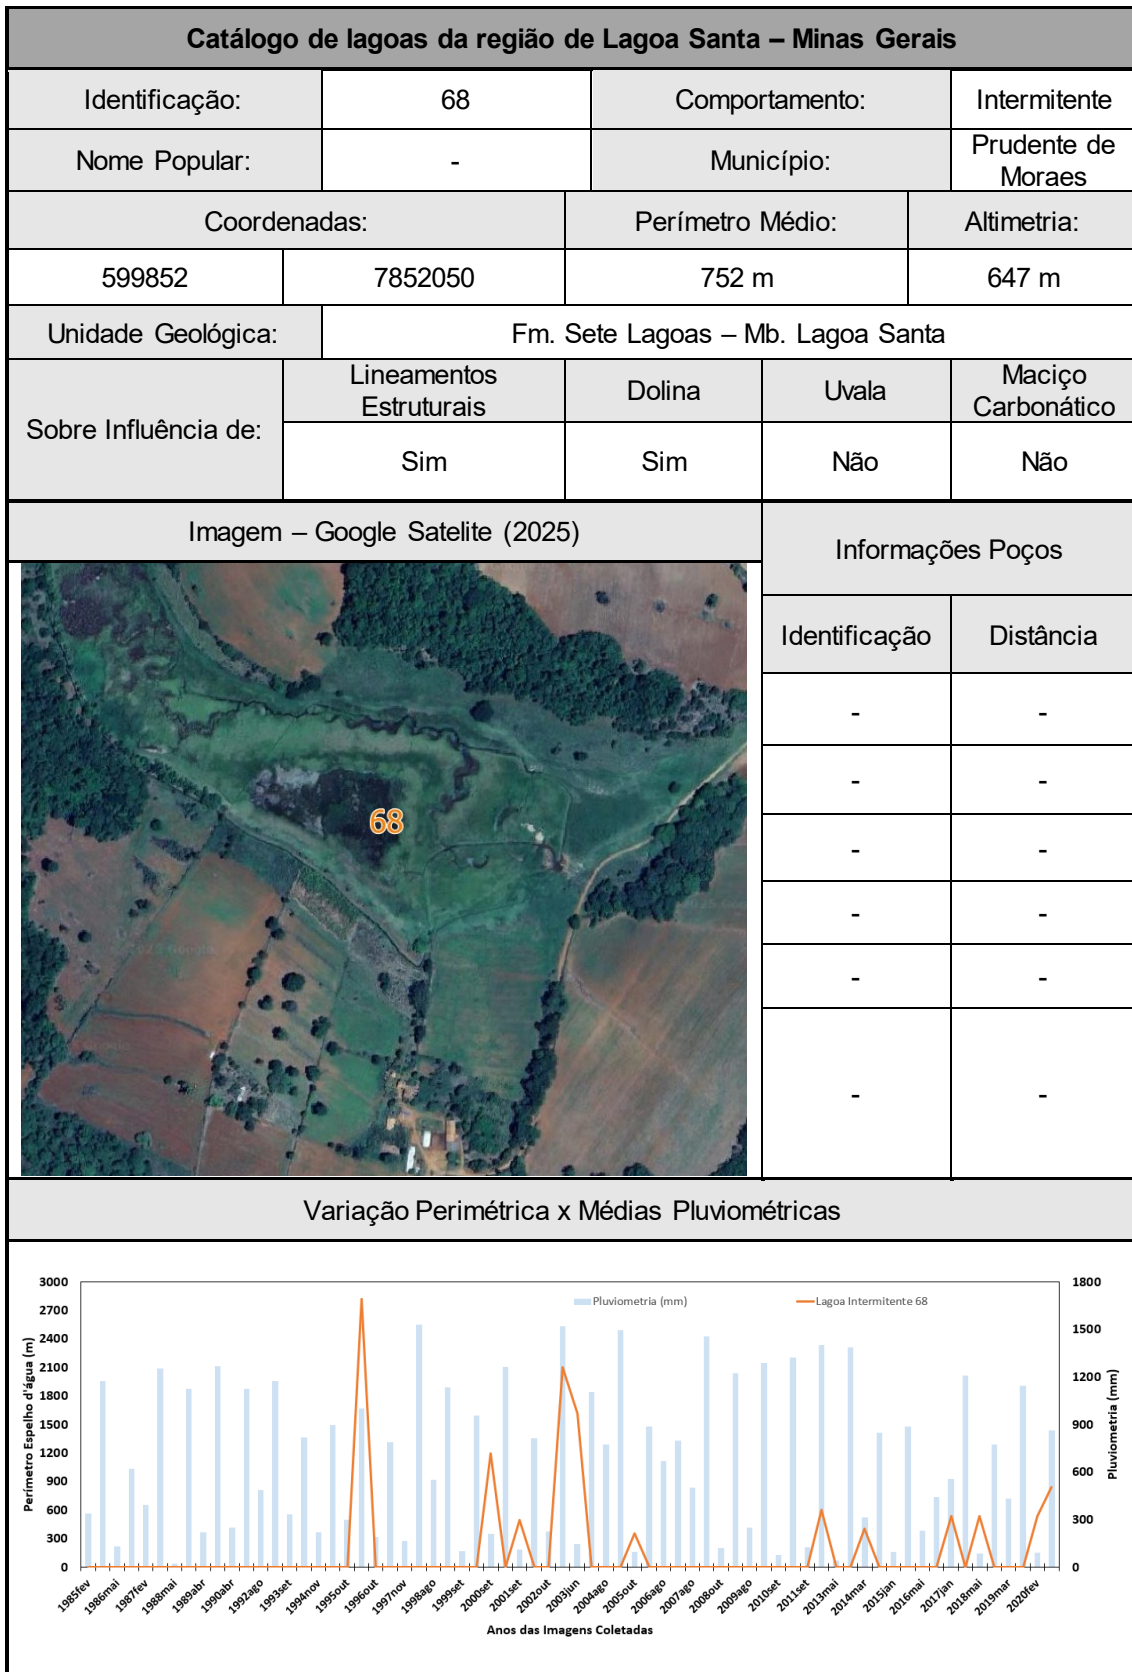 Catálogo de lagoas da região de Lagoa Santa – Minas Gerais
Identificação: 68 Comportamento: Intermitente
Nome Popular: - Município: Prudente de
Moraes
Coordenadas: Perímetro Médio: Altimetria:
599852 7852050 752 m 647 m
Unidade Geológica: Fm. Sete Lagoas – Mb. Lagoa Santa
Sobre Influência de:
Lineamentos
Estruturais
Dolina Uvala
Maciço
Carbonático
Sim Sim Não Não
Imagem – Google Satelite (2025)
Informações Poços
Identificação Distância
- -
- -
- -
- -
- -
- -
68
Variação Perimétrica x Médias Pluviométricas
Pluviometria (mm) Lagoa Intermitente 68
Perímetro Espelho d'água (m)
3000
2700
2400
2100
1800
1500
1200
900
600
300
0
1800
1500
1200
900
600
300
0
Pluviometria (mm)
1985fev 1986mai 1987fev 1988mai 1989abr 1990abr 1992ago 1993set 1994nov 1995out 1996out 1997nov 1998ago 1999set 2000set 2001set 2002out 2003jun 2004ago 2005out 2006ago 2007ago 2008out 2009ago 2010set 2011set 2013mai 2014mar 2015jan 2016mai 2017jan 2018mai 2019mar 2020fev
Anos das Imagens Coletadas